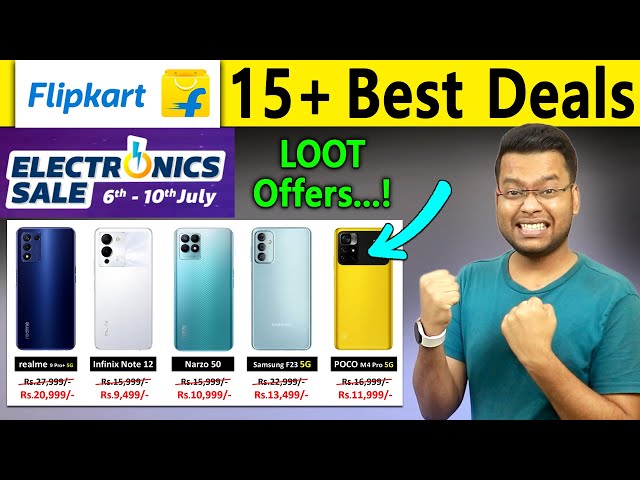 Flipkart
15+ Best Deals
ELECTRONICS
SALE 6th - 10th July
LOOT
Offers...!
realme 9 Pro+ 5G
Infinix Note 12
Narzo 50
Samsung F23 5G
POCO M4 Pro 5G
Rs.27,999/-
Rs.15,999/-
Rs.15,999/-
Rs.22,999/-
Rs.16,999/-
Rs.20,999/-
Rs.9,499/-
Rs.10,999/-
Rs.13,499/-
Rs.11,999/-
realme
SAMSUNG